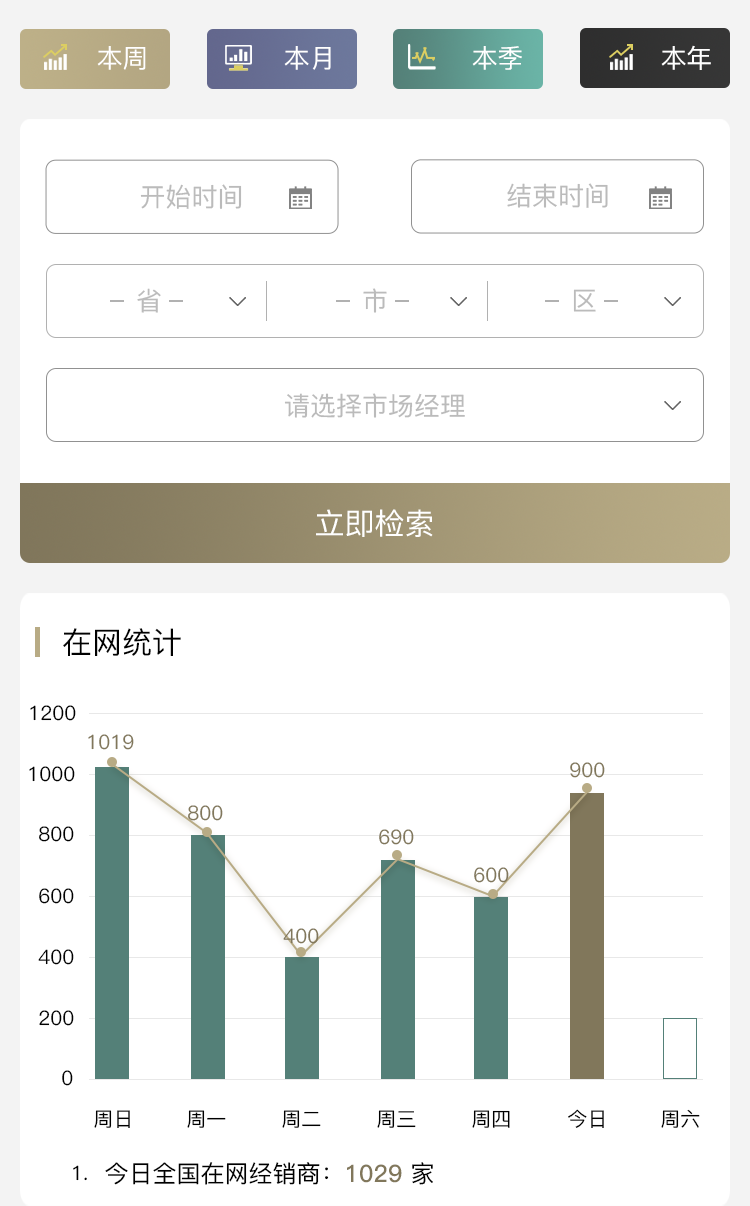 本周 本月 本季 本年
开始时间 结束时间
– 省 – – 市 – – 区 –
请选择市场经理
立即检索
在网统计
1200
1019
1000
900
800
800
690
600
600
400
400
200
0
周日 周一 周二 周三 周四 今日 周六
1. 今日全国在网经销商：1029 家